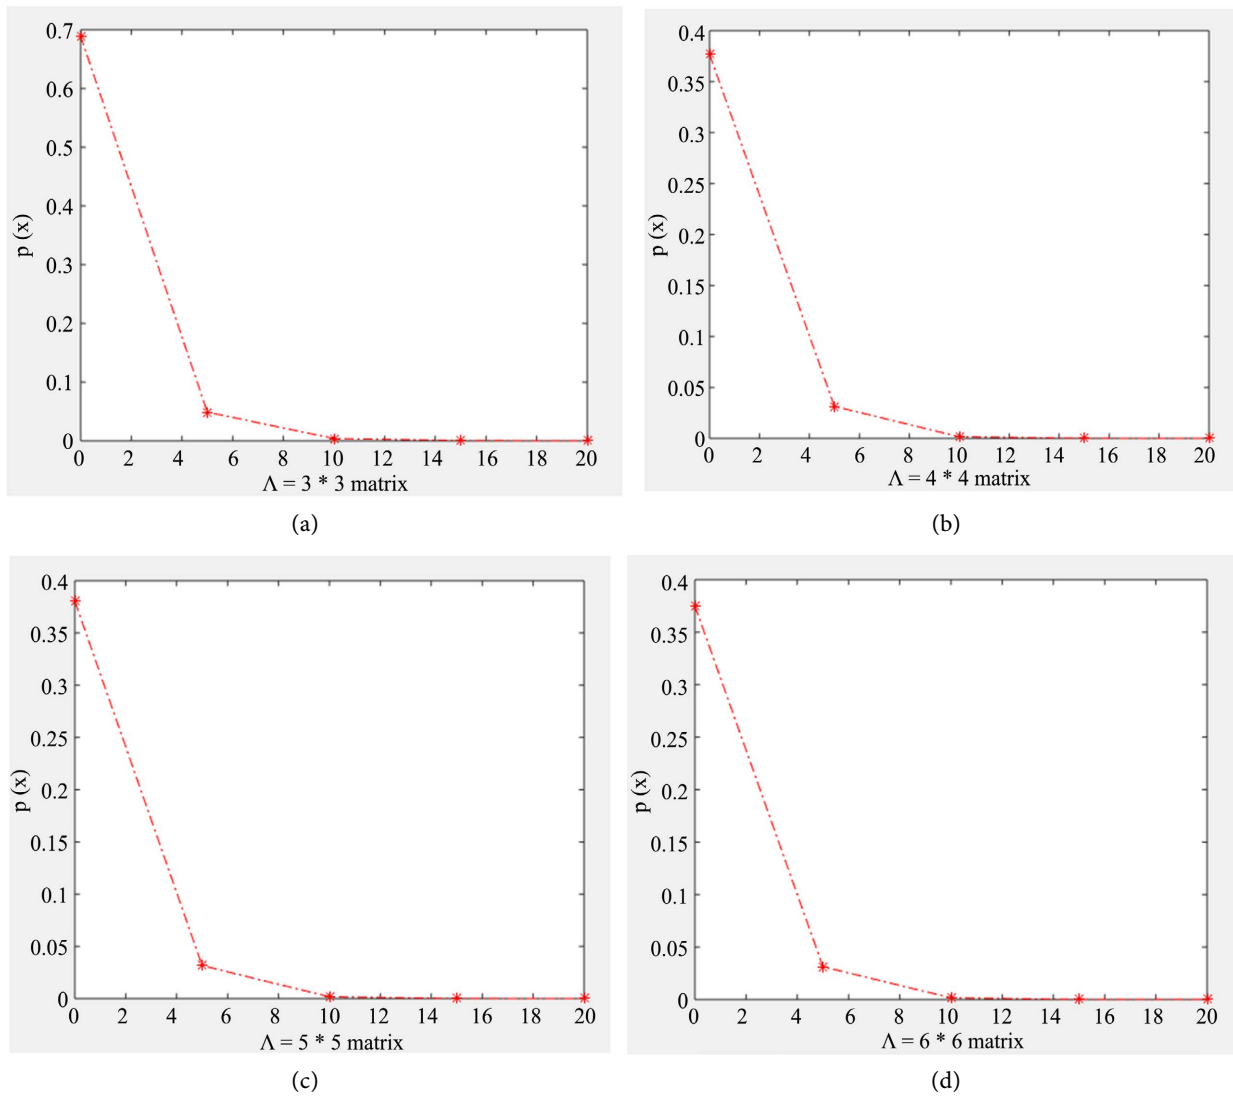 0.7
0.6
0.5
0.4
0.3
0.2
0.1
0
p (x)
0 2 4 6 8 10 12 14 16 18 20
Λ = 3 * 3 matrix
(a)
0.4
0.35
0.3
0.25
0.2
0.15
0.1
0.05
0
p (x)
0 2 4 6 8 10 12 14 16 18 20
Λ = 4 * 4 matrix
(b)
0.4
0.35
0.3
0.25
0.2
0.15
0.1
0.05
0
p (x)
0 2 4 6 8 10 12 14 16 18 20
Λ = 5 * 5 matrix
(c)
0.4
0.35
0.3
0.25
0.2
0.15
0.1
0.05
0
p (x)
0 2 4 6 8 10 12 14 16 18 20
Λ = 6 * 6 matrix
(d)